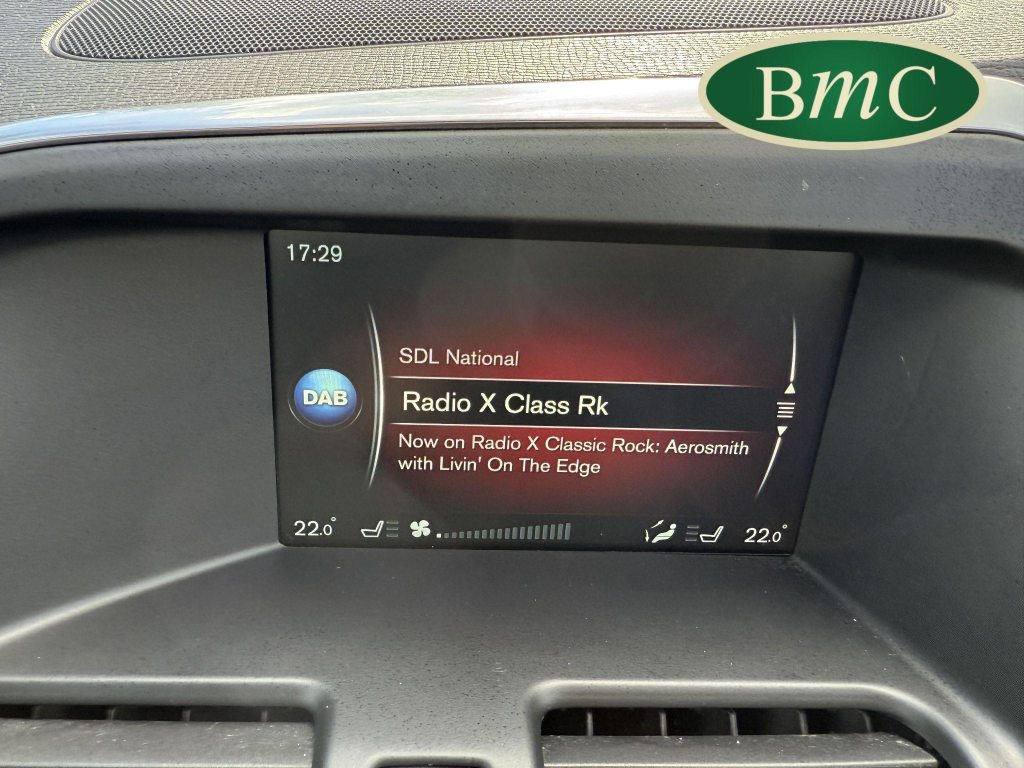 BmC
17:29
SDL National
DAB
Radio X Class Rk
Now on Radio X Classic Rock: Aerosmith
with Livin' On The Edge
22.0° 22.0°